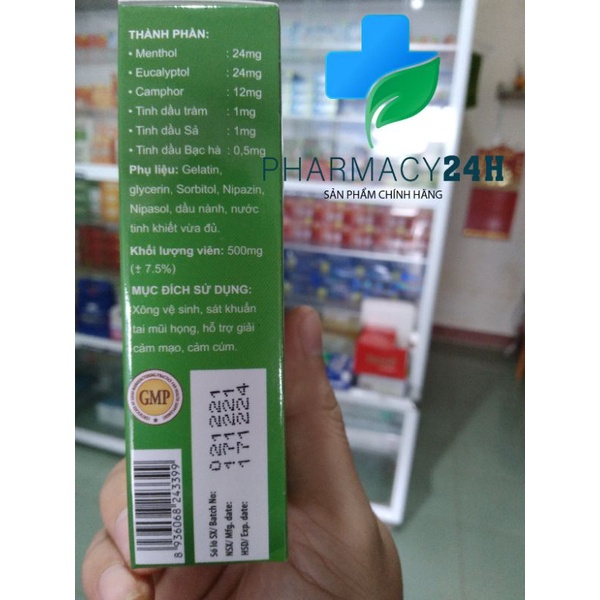 THÀNH PHẦN:
• Menthol : 24mg
• Eucalyptol : 24mg
• Camphor : 12mg
• Tinh dầu tràm : 1mg
• Tinh dầu Sả : 1mg
• Tinh dầu Bạc hà : 0,5mg
Phụ liệu: Gelatin,
glycerin, Sorbitol, Nipazin,
Nipasol, dầu nành, nước
tinh khiết vừa đủ.
Khối lượng viên: 500mg
(± 7.5%)
MỤC ĐÍCH SỬ DỤNG:
Xông vệ sinh, sát khuẩn
tai mũi họng, hỗ trợ giải
cảm mạo, cảm cúm.
GMP
8 936068 243399
Số lô SX/ Batch No: 021221
NSX/ Mfg. date: 171221
HSD/ Exp. date: 171224
PHARMACY24H
SẢN PHẨM CHÍNH HÃNG